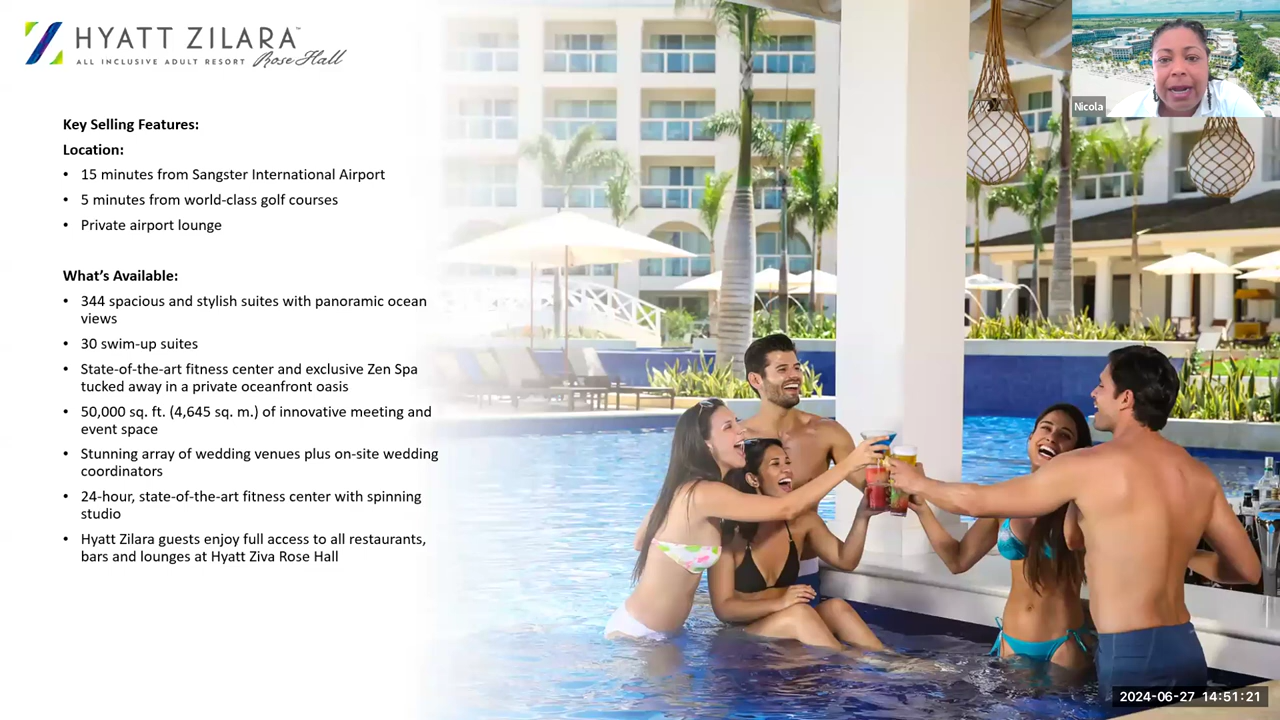 HYATT ZILARA™
ALL INCLUSIVE ADULT RESORT Rose Hall
Nicola
Key Selling Features:
Location:
• 15 minutes from Sangster International Airport
• 5 minutes from world-class golf courses
• Private airport lounge
What's Available:
• 344 spacious and stylish suites with panoramic ocean
views
• 30 swim-up suites
• State-of-the-art fitness center and exclusive Zen Spa
tucked away in a private oceanfront oasis
• 50,000 sq. ft. (4,645 sq. m.) of innovative meeting and
event space
• Stunning array of wedding venues plus on-site wedding
coordinators
• 24-hour, state-of-the-art fitness center with spinning
studio
• Hyatt Zilara guests enjoy full access to all restaurants,
bars and lounges at Hyatt Ziva Rose Hall
2024-06-27 14:51:21